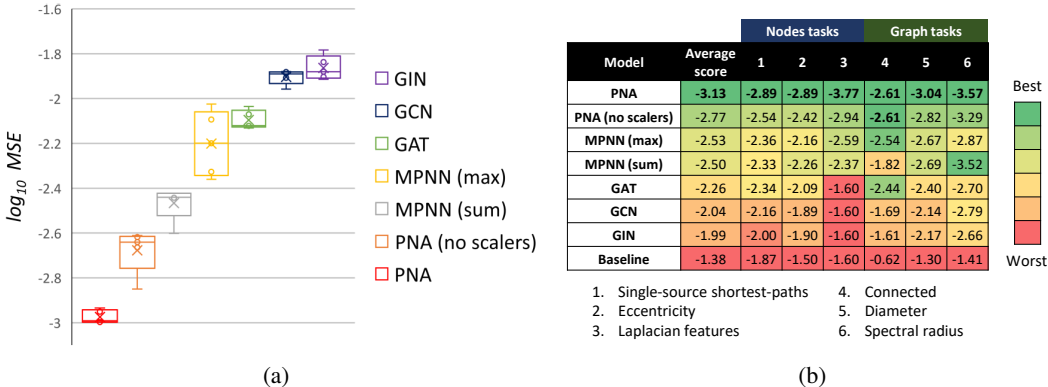 -1.6
-1.8
-2
-2.2
-2.4
-2.6
-2.8
-3
log10 MSE
GIN
GCN
GAT
MPNN (max)
MPNN (sum)
PNA (no scalers)
PNA
(a)
Nodes tasks Graph tasks
Model Average score 1 2 3 4 5 6
PNA -3.13 -2.89 -2.89 -3.77 -2.61 -3.04 -3.57
PNA (no scalers) -2.77 -2.54 -2.42 -2.94 -2.61 -2.82 -3.29
MPNN (max) -2.53 -2.36 -2.16 -2.59 -2.54 -2.67 -2.87
MPNN (sum) -2.50 -2.33 -2.26 -2.37 -1.82 -2.69 -3.52
GAT -2.26 -2.34 -2.09 -1.60 -2.44 -2.40 -2.70
GCN -2.04 -2.16 -1.89 -1.60 -1.69 -2.14 -2.79
GIN -1.99 -2.00 -1.90 -1.60 -1.61 -2.17 -2.66
Baseline -1.38 -1.87 -1.50 -1.60 -0.62 -1.30 -1.41
Best
Worst
1. Single-source shortest-paths
2. Eccentricity
3. Laplacian features
4. Connected
5. Diameter
6. Spectral radius
(b)